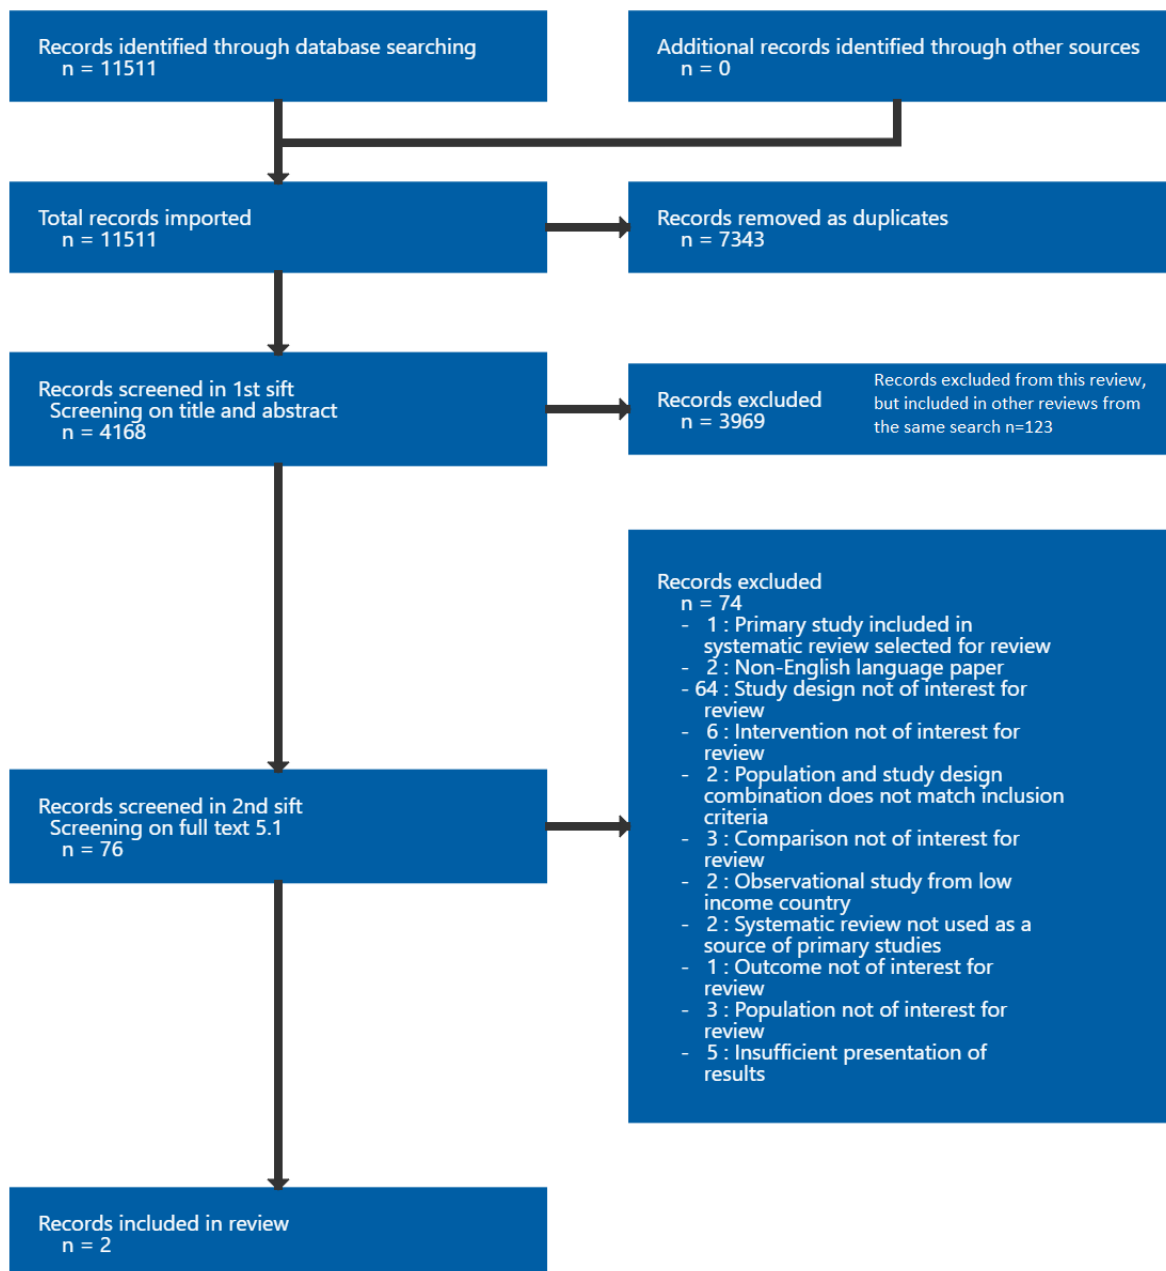 Records identified through database searching
n = 11511
Additional records identified through other sources
n = 0
Total records imported
n = 11511
Records removed as duplicates
n = 7343
Records screened in 1st sift
Screening on title and abstract
n = 4168
Records excluded
n = 3969
Records excluded from this review,
but included in other reviews from
the same search n=123
Records excluded
n = 74
- 1 : Primary study included in
systematic review selected for review
- 2 : Non-English language paper
- 64 : Study design not of interest for
review
- 6 : Intervention not of interest for
review
- 2 : Population and study design
combination does not match inclusion
criteria
- 3 : Comparison not of interest for
review
- 2 : Observational study from low
income country
- 2 : Systematic review not used as a
source of primary studies
- 1 : Outcome not of interest for
review
- 3 : Population not of interest for
review
- 5 : Insufficient presentation of
results
Records screened in 2nd sift
Screening on full text 5.1
n = 76
Records included in review
n = 2